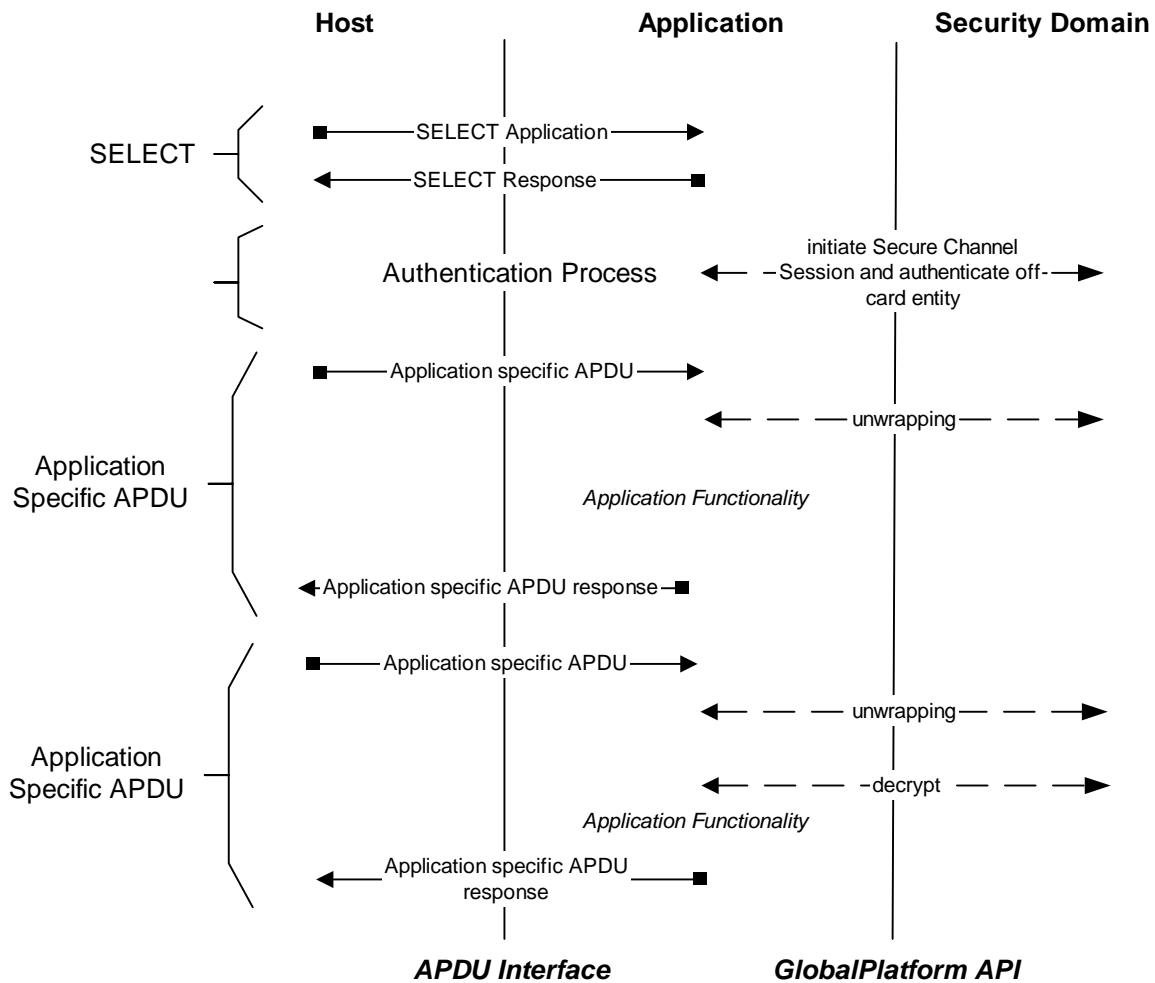 Host Application Security Domain
SELECT Application
SELECT
SELECT Response
initiate Secure Channel
Authentication Process
Session and authenticate off-
card entity
Application specific APDU
unwrapping
Application
Specific APDU
Application Functionality
Application specific APDU response
Application specific APDU
unwrapping
Application
Specific APDU
decrypt
Application Functionality
Application specific APDU
response
APDU Interface GlobalPlatform API